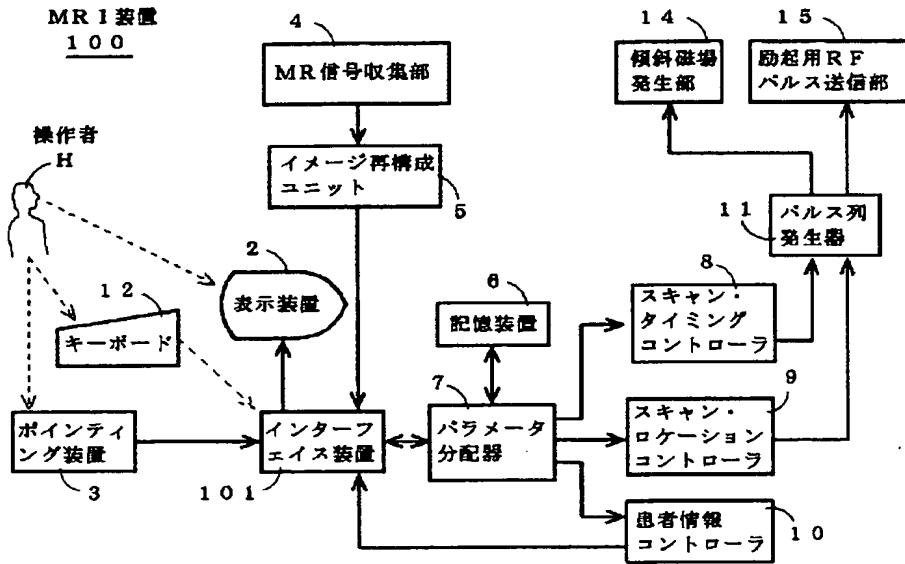 MRI装置
100
4
MR信号収集部
14
傾斜磁場
発生部
15
励起用RF
パルス送信部
操作者
H
イメージ再構成
ユニット
5
11
パルス列
発生器
2
表示装置
12
キーボード
6
記憶装置
8
スキャン・
タイミング
コントローラ
7
パラメータ
分配器
9
スキャン・
ロケーション
コントローラ
ポインティ
ング装置
3
インターフ
ェイス装置
101
患者情報
コントローラ
10